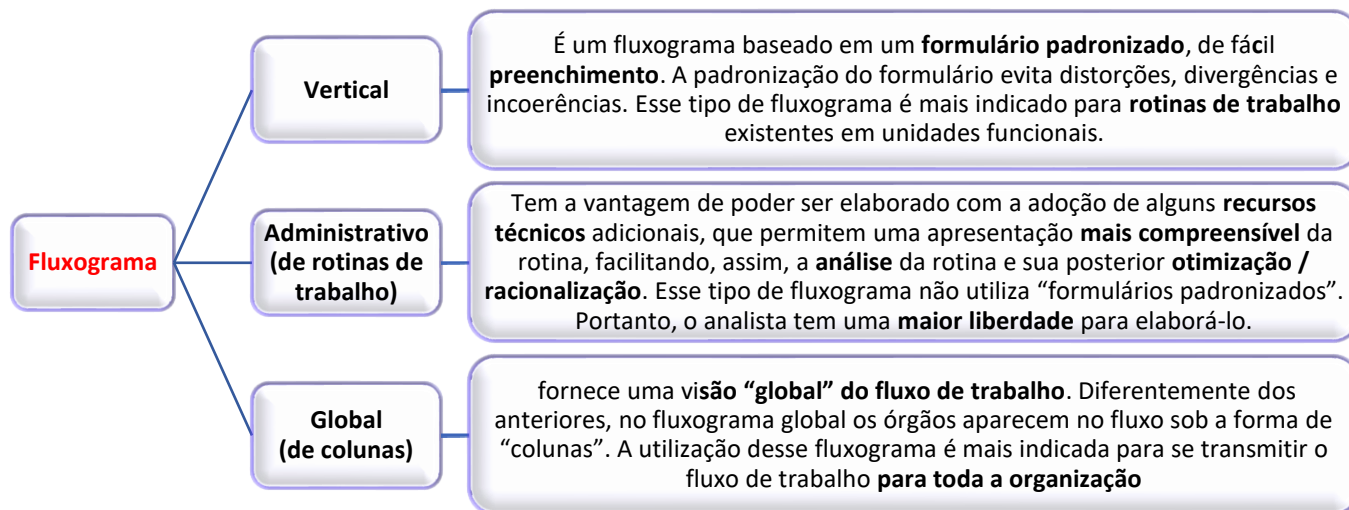 Fluxograma
Vertical
É um fluxograma baseado em um formulário padronizado, de fácil
preenchimento. A padronização do formulário evita distorções, divergências e
incoerências. Esse tipo de fluxograma é mais indicado para rotinas de trabalho
existentes em unidades funcionais.
Administrativo
(de rotinas de
trabalho)
Tem a vantagem de poder ser elaborado com a adoção de alguns recursos
técnicos adicionais, que permitem uma apresentação mais compreensível da
rotina, facilitando, assim, a análise da rotina e sua posterior otimização /
racionalização. Esse tipo de fluxograma não utiliza “formulários padronizados”.
Portanto, o analista tem uma maior liberdade para elaborá-lo.
Global
(de colunas)
fornece uma visão “global” do fluxo de trabalho. Diferentemente dos
anteriores, no fluxograma global os órgãos aparecem no fluxo sob a forma de
“colunas”. A utilização desse fluxograma é mais indicada para se transmitir o
fluxo de trabalho para toda a organização